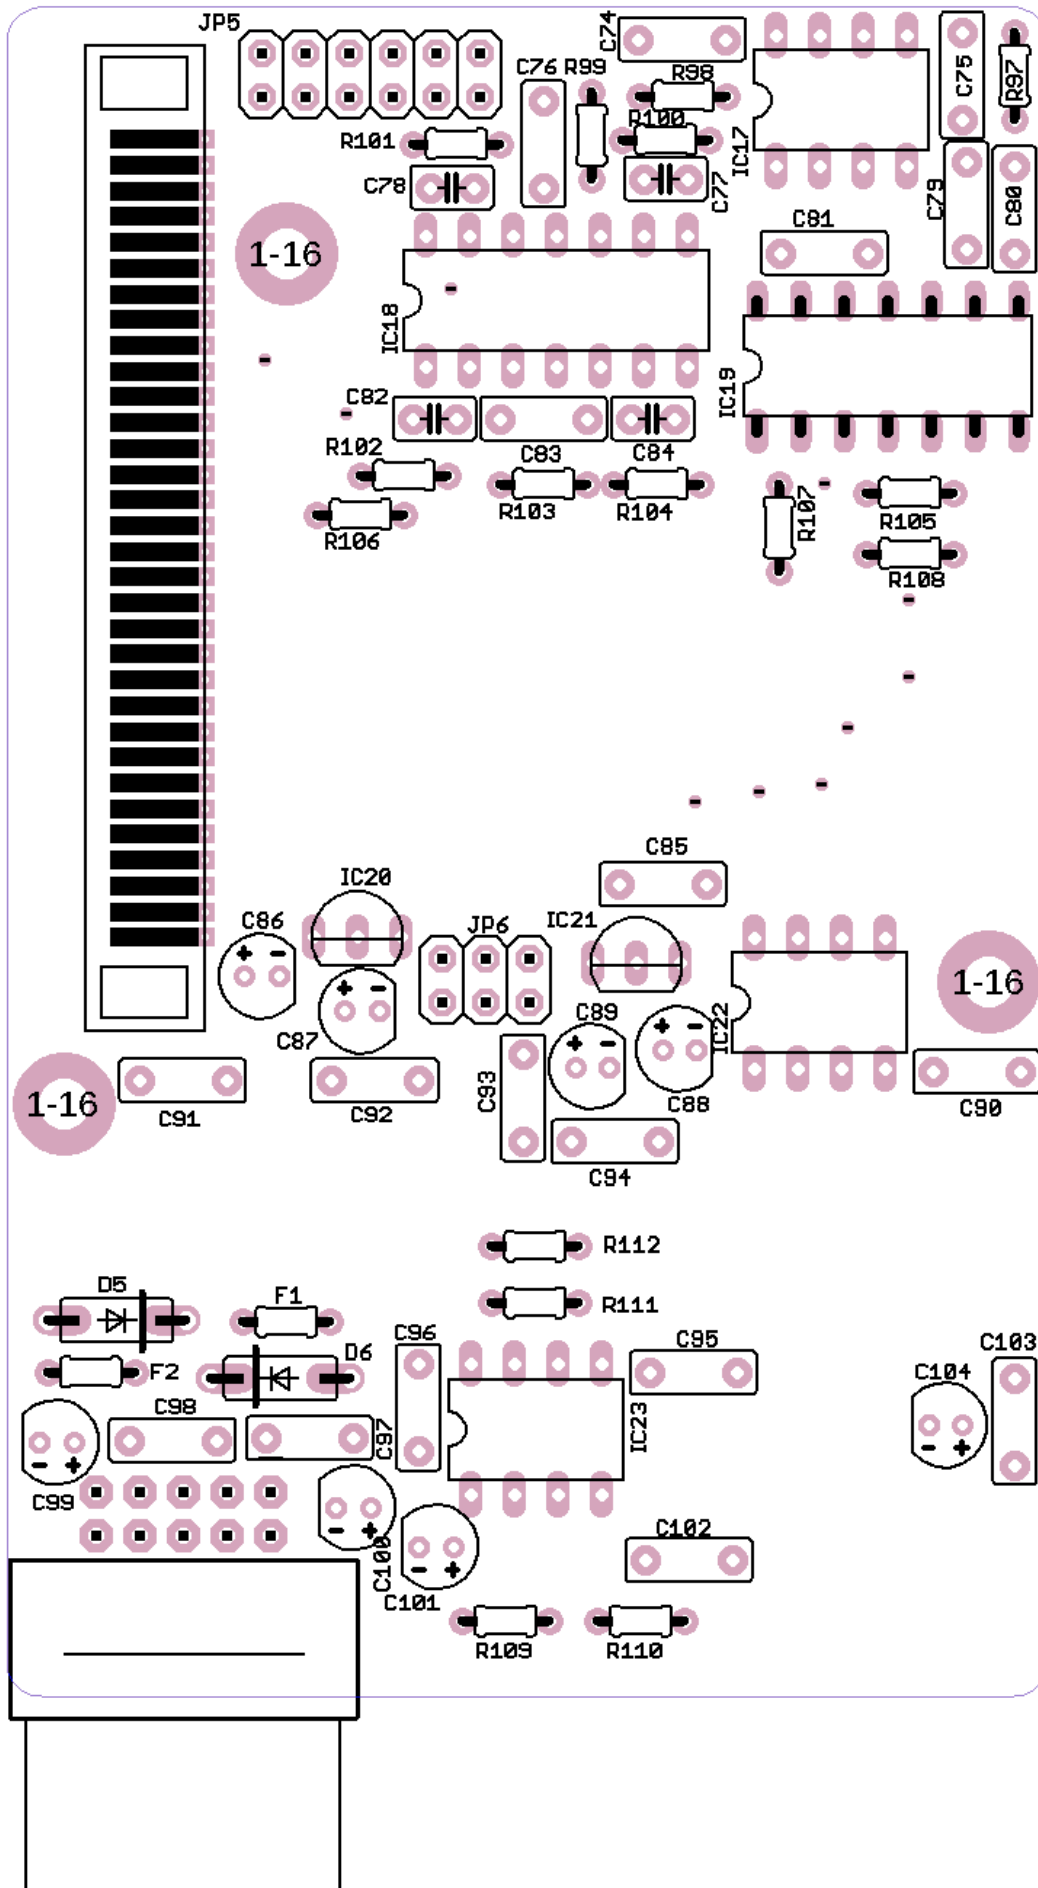 JP5
C74
C76
R99
R98
C75
R97
R100
IC17
R101
C78
C77
C79
C80
C81
1-16
IC18
IC19
C82
C83
C84
R102
R103
R104
R107
R105
R106
R108
C85
IC20
C86
JP6
IC21
1-16
C87
C89
IC22
C88
C91
C92
C93
C90
1-16
C94
R112
D5
F1
R111
C96
C95
C103
D6
F2
C104
C98
C97
IC23
C99
C100
C102
C101
R109
R110